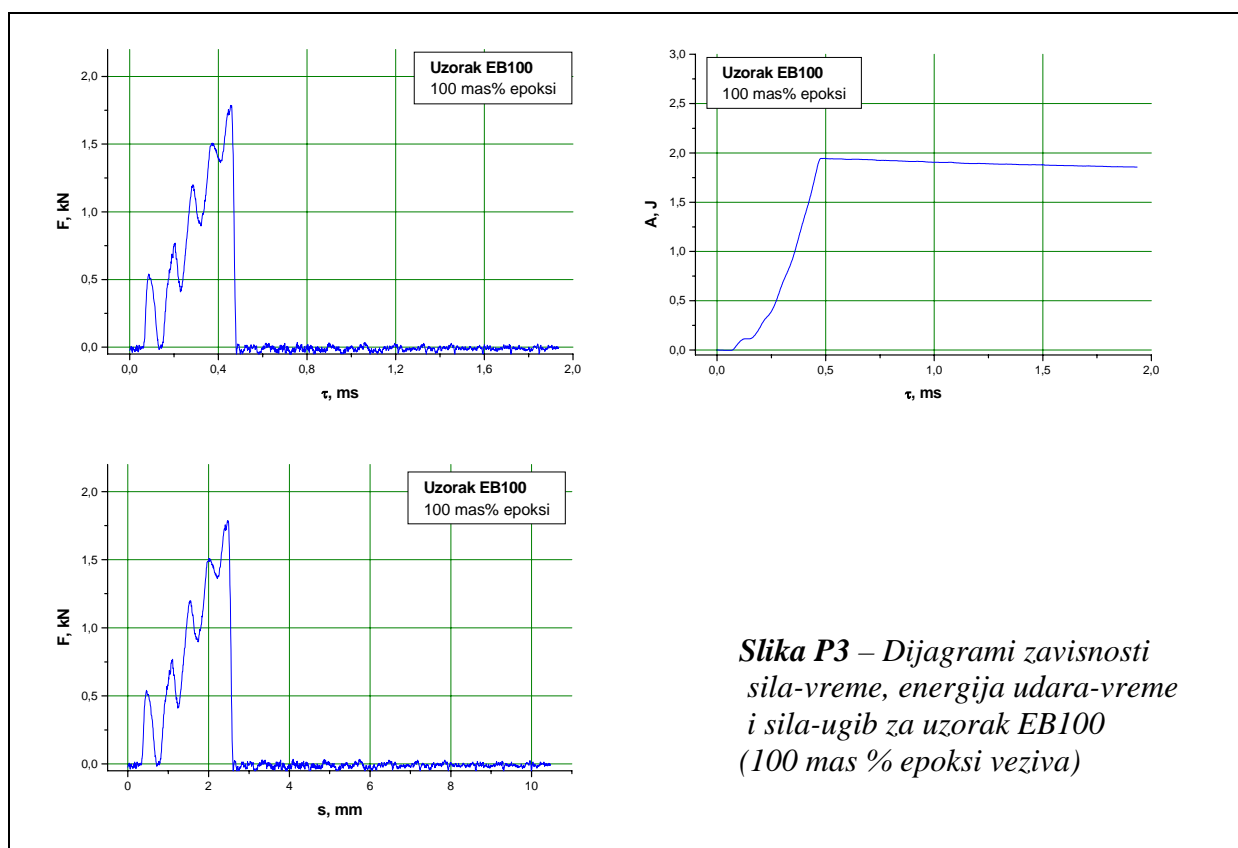 Uzorak EB100
100 mas% epoksi
2,0
1,5
1,0
0,5
0,0
F, kN
0,0 0,4 0,8 1,2 1,6 2,0
τ, ms
Uzorak EB100
100 mas% epoksi
3,0
2,5
2,0
1,5
1,0
0,5
0,0
A, J
0,0 0,5 1,0 1,5 2,0
τ, ms
Uzorak EB100
100 mas% epoksi
2,0
1,5
1,0
0,5
0,0
F, kN
0 2 4 6 8 10
s, mm
Slika P3 – Dijagrami zavisnosti
sila-vreme, energija udara-vreme
i sila-ugib za uzorak EB100
(100 mas % epoksi veziva)